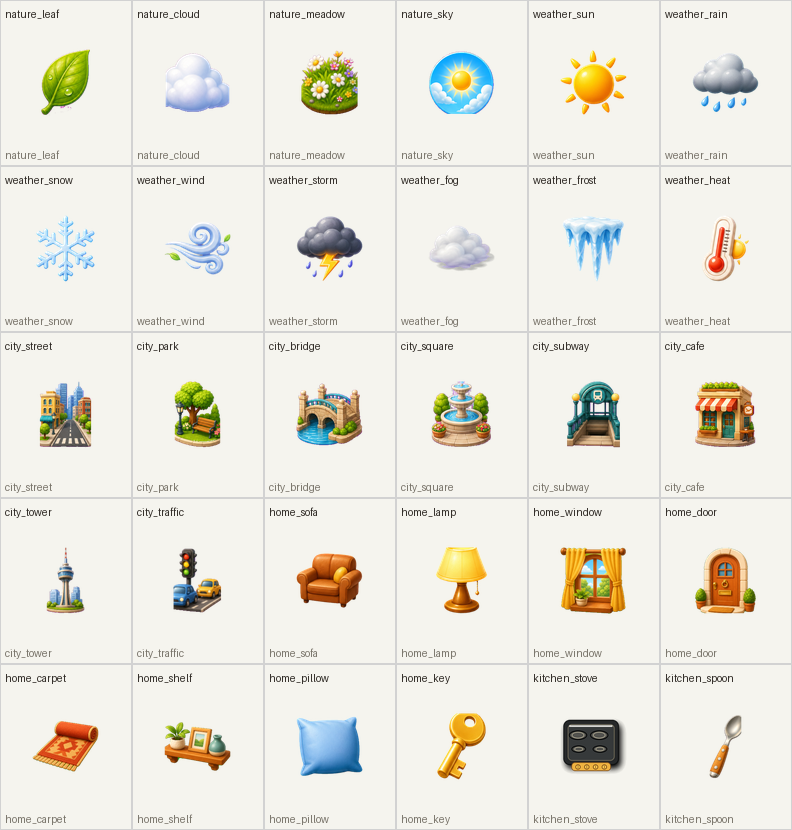 nature_leaf nature_cloud nature_meadow nature_sky weather_sun weather_rain
nature_leaf nature_cloud nature_meadow nature_sky weather_sun weather_rain
weather_snow weather_wind weather_storm weather_fog weather_frost weather_heat
weather_snow weather_wind weather_storm weather_fog weather_frost weather_heat
city_street city_park city_bridge city_square city_subway city_cafe
city_street city_park city_bridge city_square city_subway city_cafe
city_tower city_traffic home_sofa home_lamp home_window home_door
city_tower city_traffic home_sofa home_lamp home_window home_door
home_carpet home_shelf home_pillow home_key kitchen_stove kitchen_spoon
home_carpet home_shelf home_pillow home_key kitchen_stove kitchen_spoon